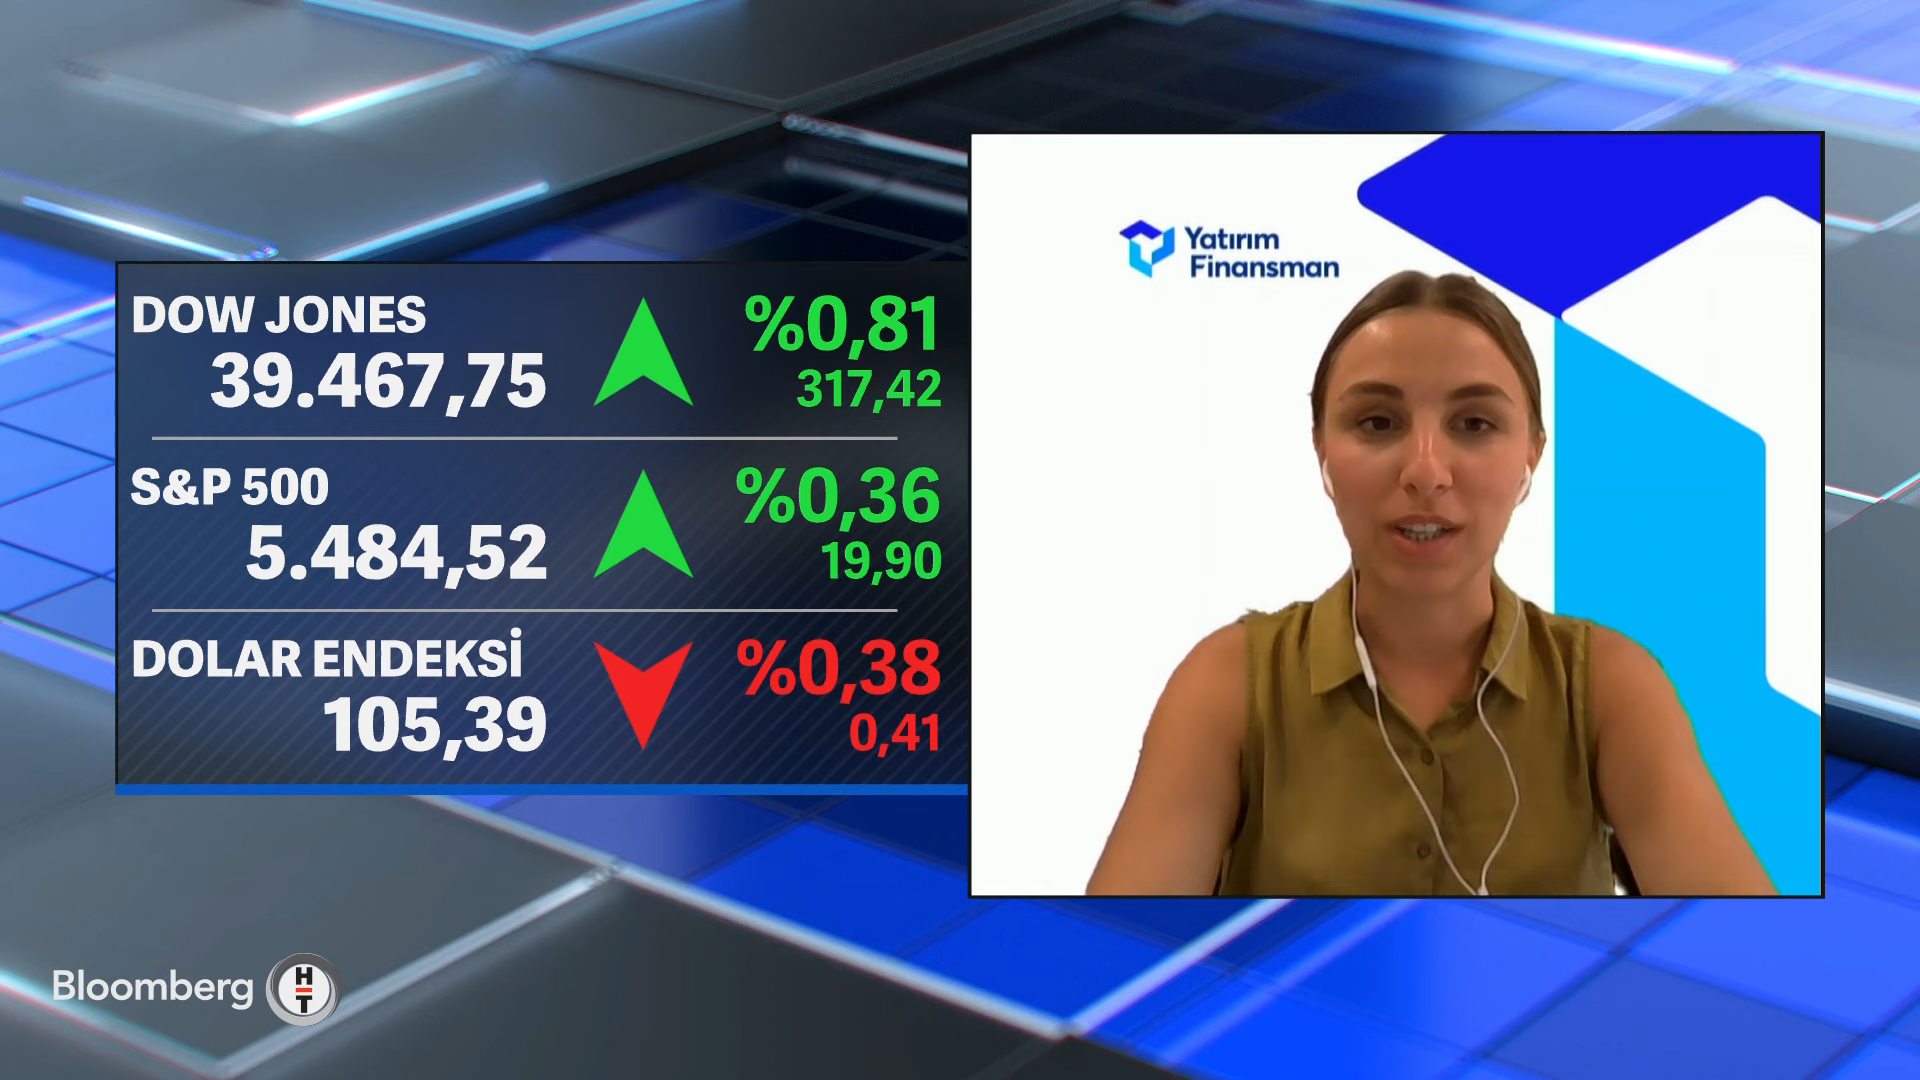 DOW JONES
39.467,75
%0,81
317,42
S&P 500
5.484,52
%0,36
19,90
DOLAR ENDEKSİ
105,39
%0,38
0,41
Yatırım
Finansman
Bloomberg HT